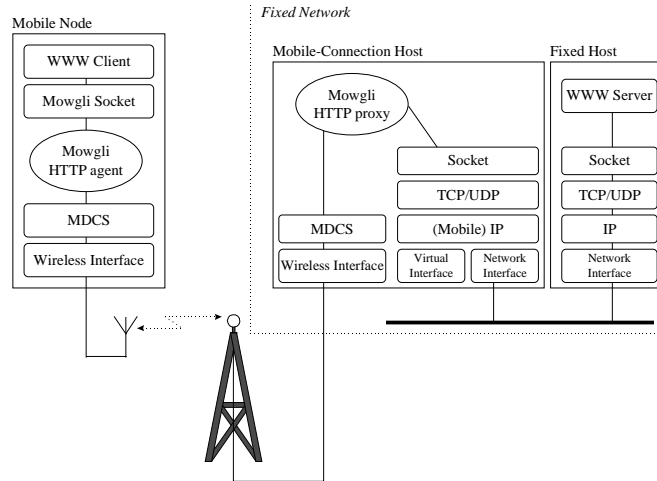 Fixed Network
Mobile Node
WWW Client
Mowgli Socket
Mowgli
HTTP agent
MDCS
Wireless Interface
Mobile-Connection Host
Mowgli
HTTP proxy
Socket
TCP/UDP
MDCS
(Mobile) IP
Wireless Interface
Virtual
Interface
Network
Interface
Fixed Host
WWW Server
Socket
TCP/UDP
IP
Network
Interface